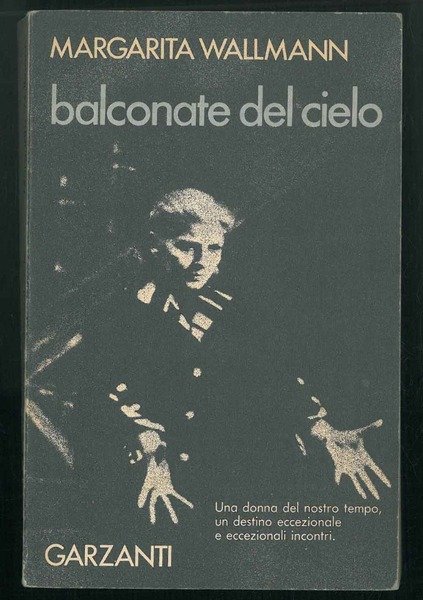 MARGARITA WALLMANN
balconate del cielo
Una donna del nostro tempo,
un destino eccezionale
e eccezionali incontri.
GARZANTI